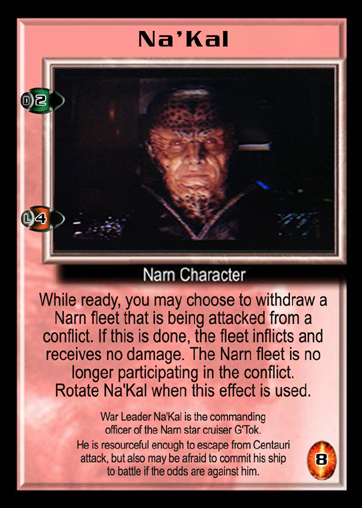 Na'Kal
D 2
L 4
Narn Character
While ready, you may choose to withdraw a
Narn fleet that is being attacked from a
conflict. If this is done, the fleet inflicts and
receives no damage. The Narn fleet is no
longer participating in the conflict.
Rotate Na'Kal when this effect is used.
War Leader Na'Kal is the commanding
officer of the Narn star cruiser G'Tok.
He is resourceful enough to escape from Centauri
attack, but also may be afraid to commit his ship
to battle if the odds are against him.
8